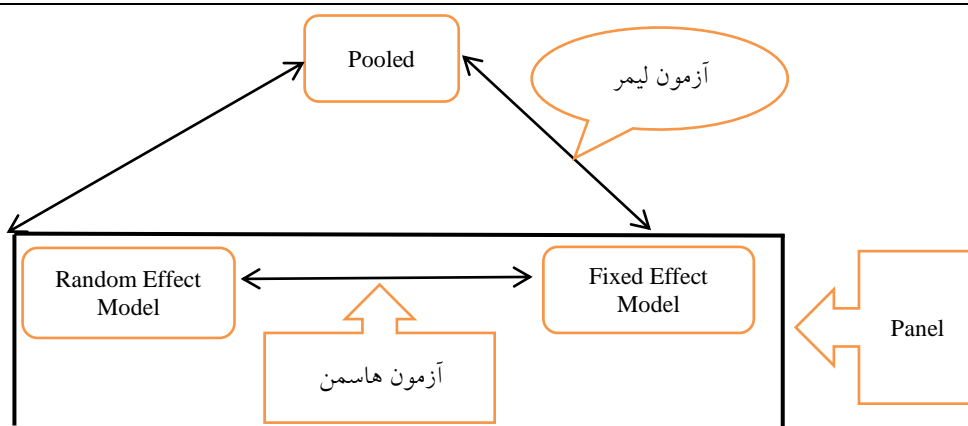 Pooled
آزمون لیمر
Random Effect
Model
Fixed Effect
Model
Panel
آزمون هاسمن